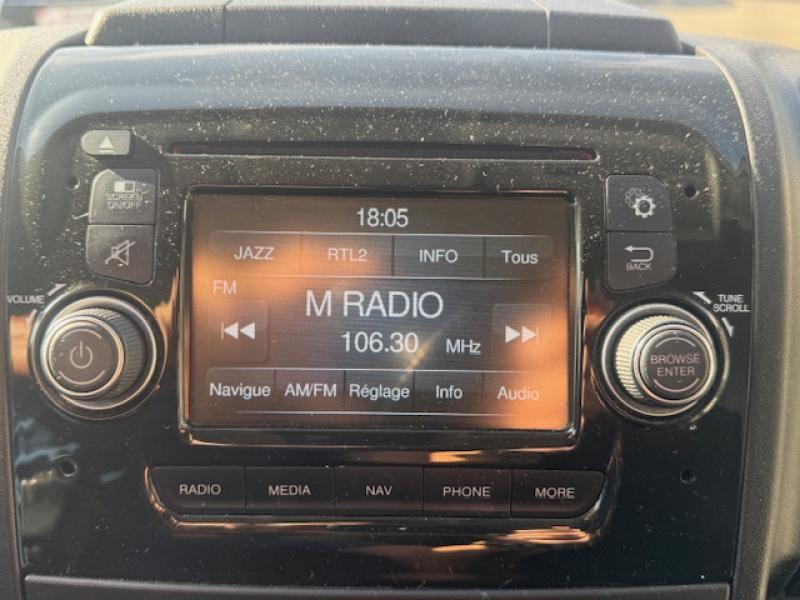 SCREEN
ON/OFF
18:05
JAZZ RTL2 INFO Tous
BACK
FM
M RADIO
106.30 MHz
VOLUME
TUNE
SCROLL
BROWSE
ENTER
Navigue AM/FM Réglage Info Audio
RADIO MEDIA NAV PHONE MORE